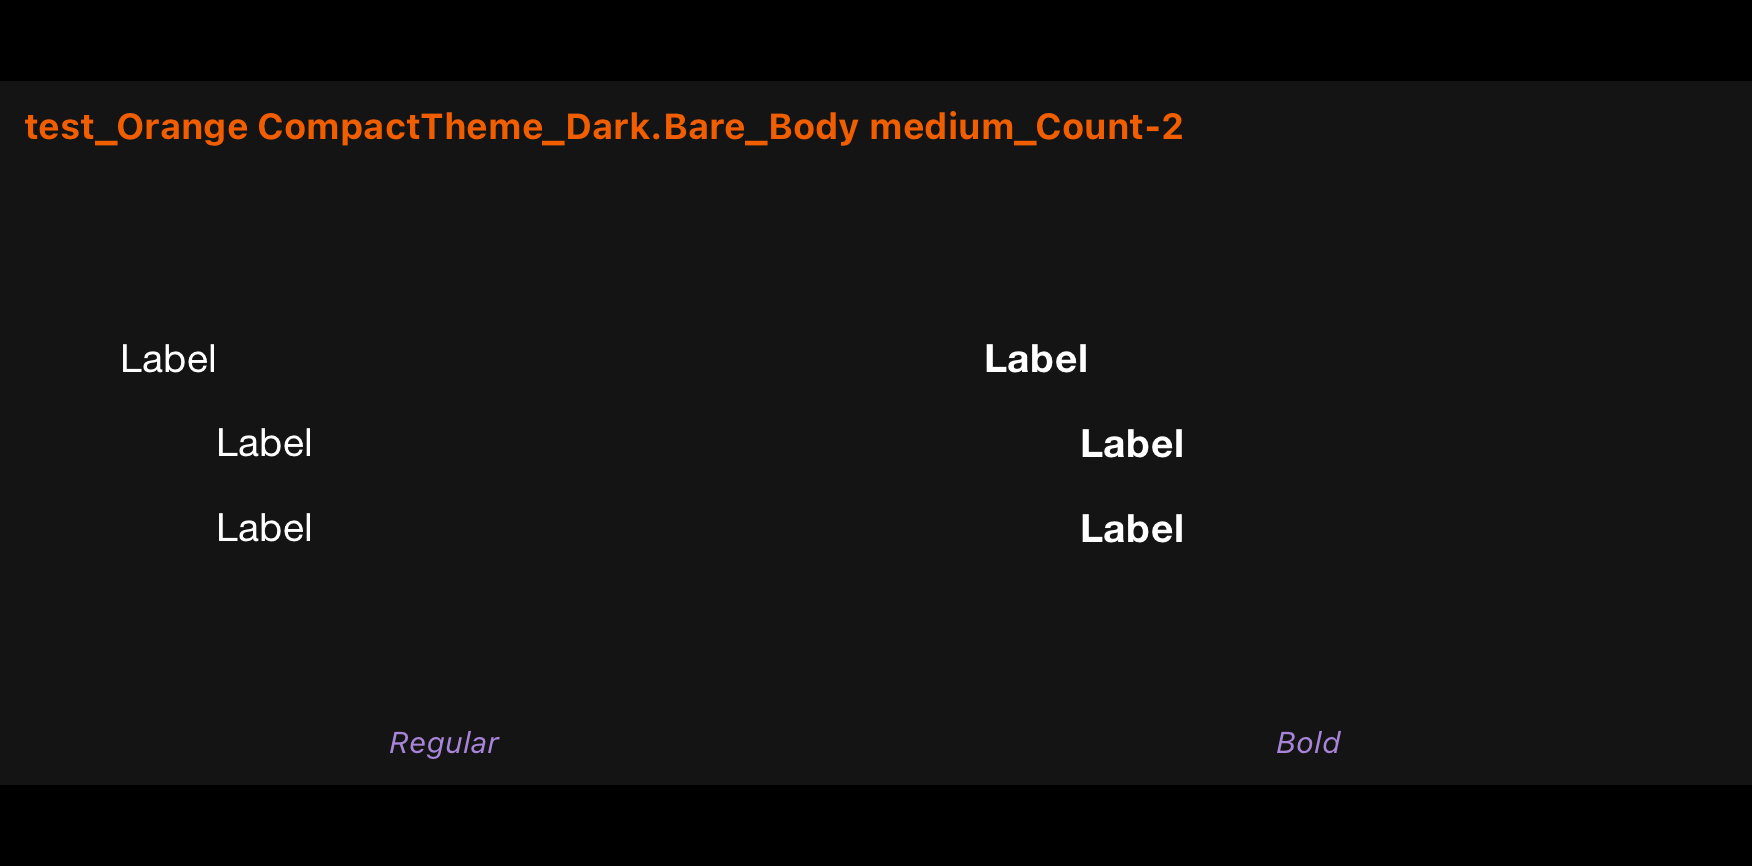 test_Orange CompactTheme_Dark.Bare_Body medium_Count-2
Label
Label
Label
Regular
Label
Label
Label
Bold